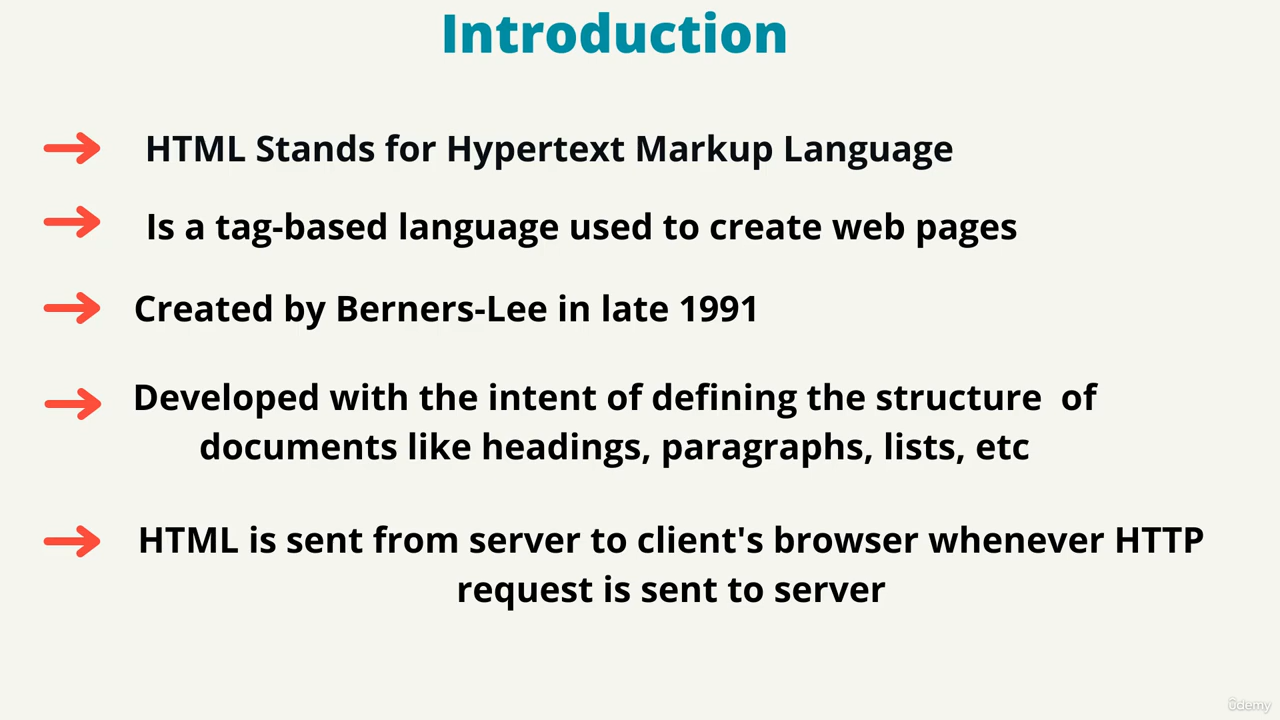 Introduction
HTML Stands for Hypertext Markup Language
Is a tag-based language used to create web pages
Created by Berners-Lee in late 1991
Developed with the intent of defining the structure  of
documents like headings, paragraphs, lists, etc
HTML is sent from server to client's browser whenever HTTP
request is sent to server
ûdemy